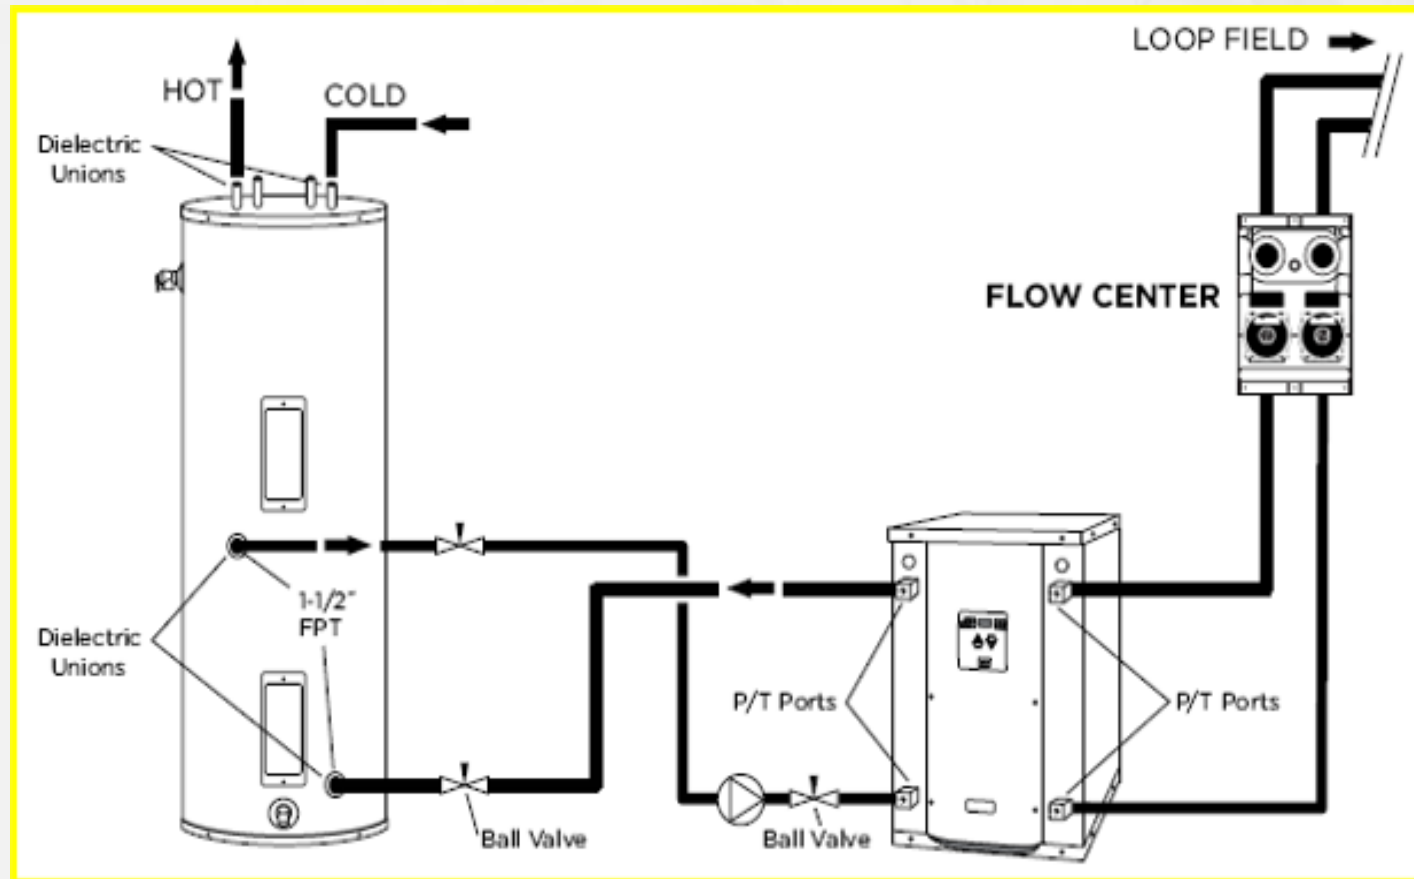 LOOP FIELD
HOT
COLD
Dielectric
Unions
FLOW CENTER
1-1/2"
FPT
Dielectric
Unions
P/T Ports
P/T Ports
Ball Valve
Ball Valve